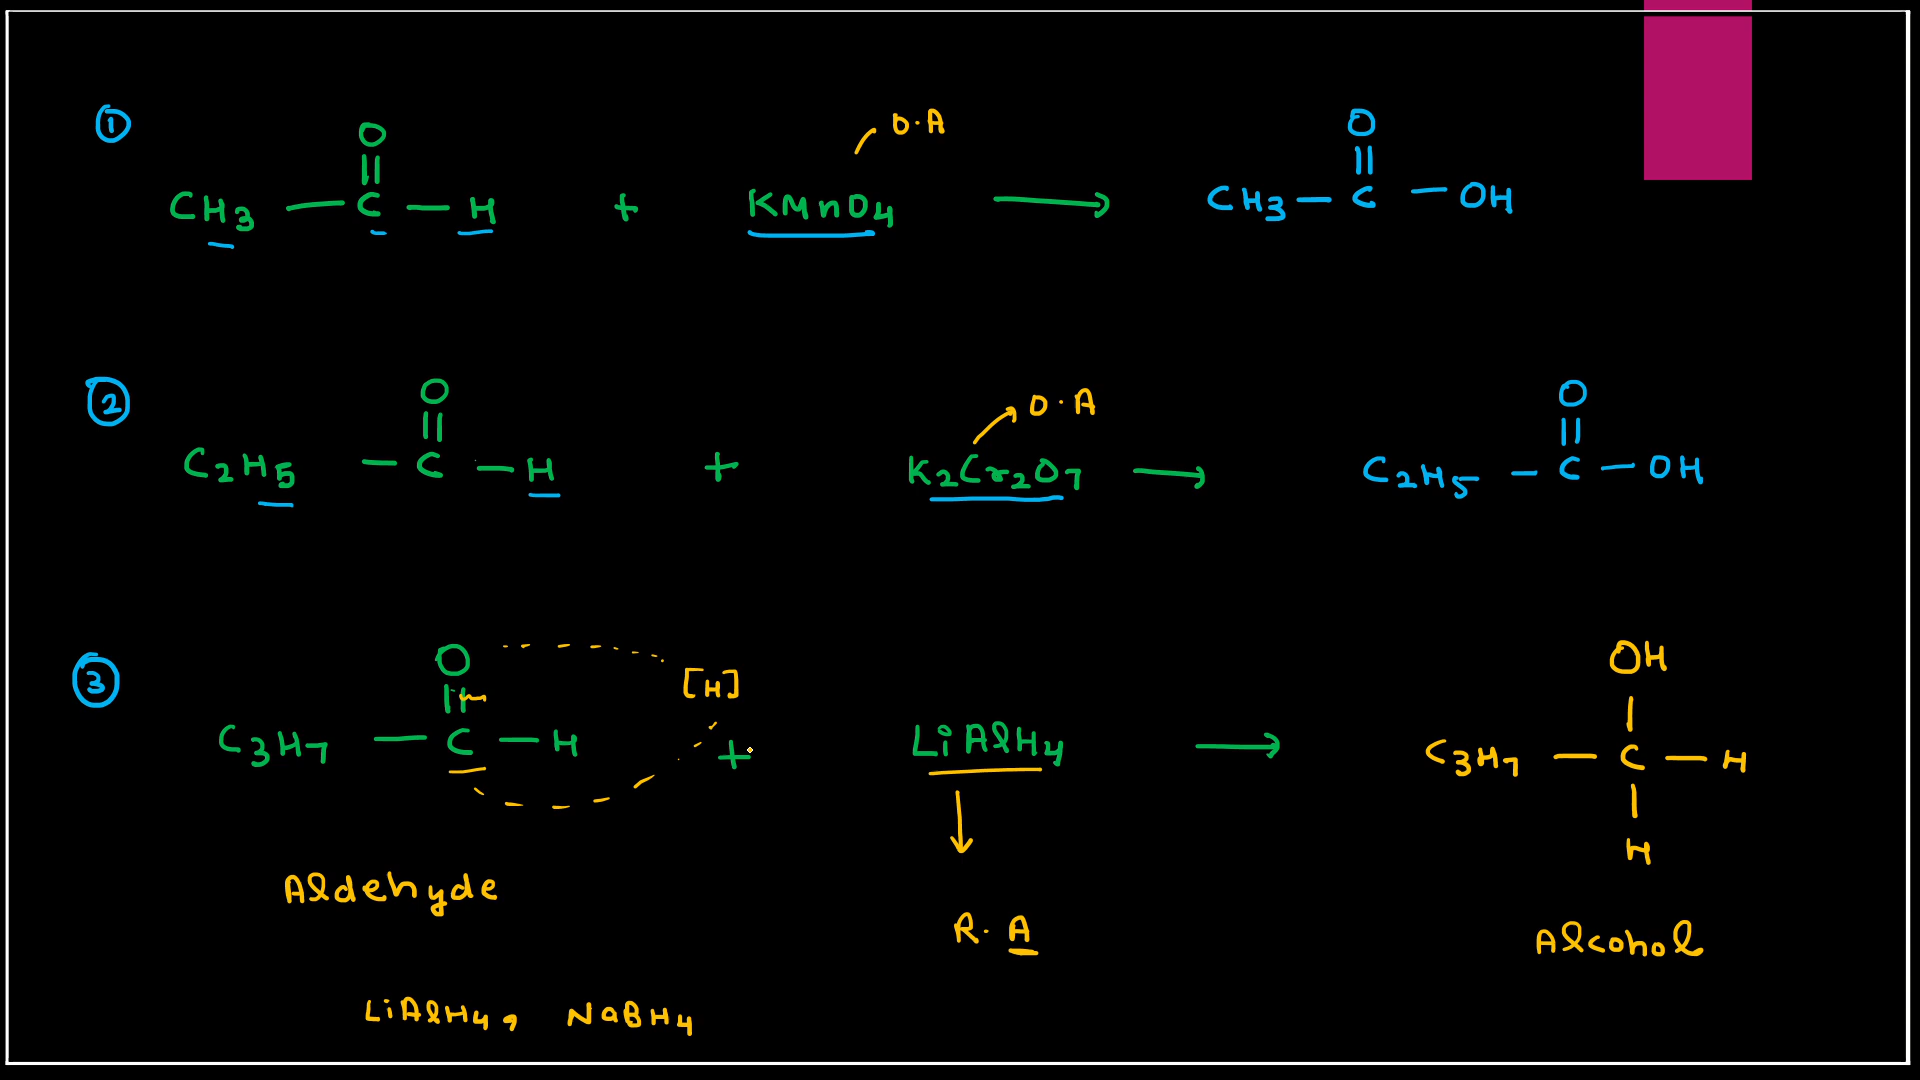 1
O.A
O
O
||
||
CH3 — C — H + KMnO4 → CH3 — C — OH
2
O
O.A
O
||
||
C2H5 — C — H + K2Cr2O7 → C2H5 — C — OH
3
O
[H]
OH
||
|
C3H7 — C — H + LiAlH4 → C3H7 — C — H
|
H
Aldehyde
R.A
Alcohol
LiAlH4, NaBH4